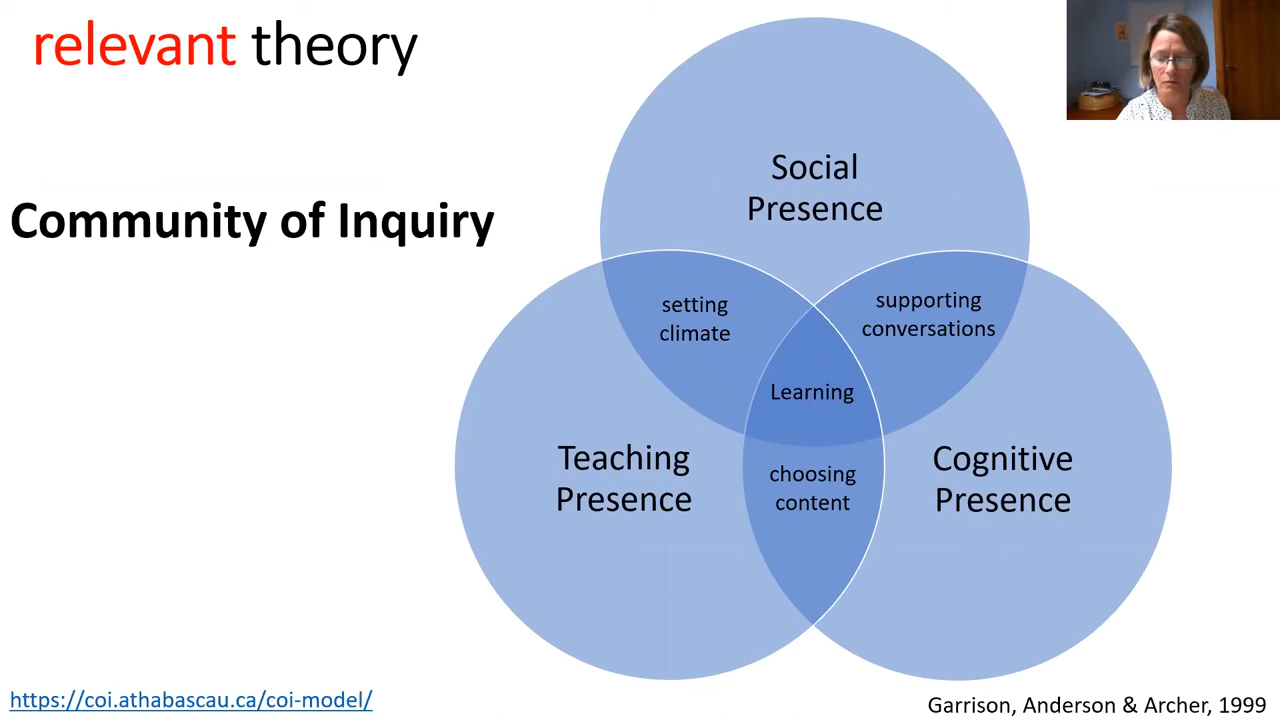 relevant theory
Community of Inquiry
Social
Presence
setting
climate
supporting
conversations
Learning
Teaching
Presence
choosing
content
Cognitive
Presence
https://coi.athabascau.ca/coi-model/
Garrison, Anderson & Archer, 1999